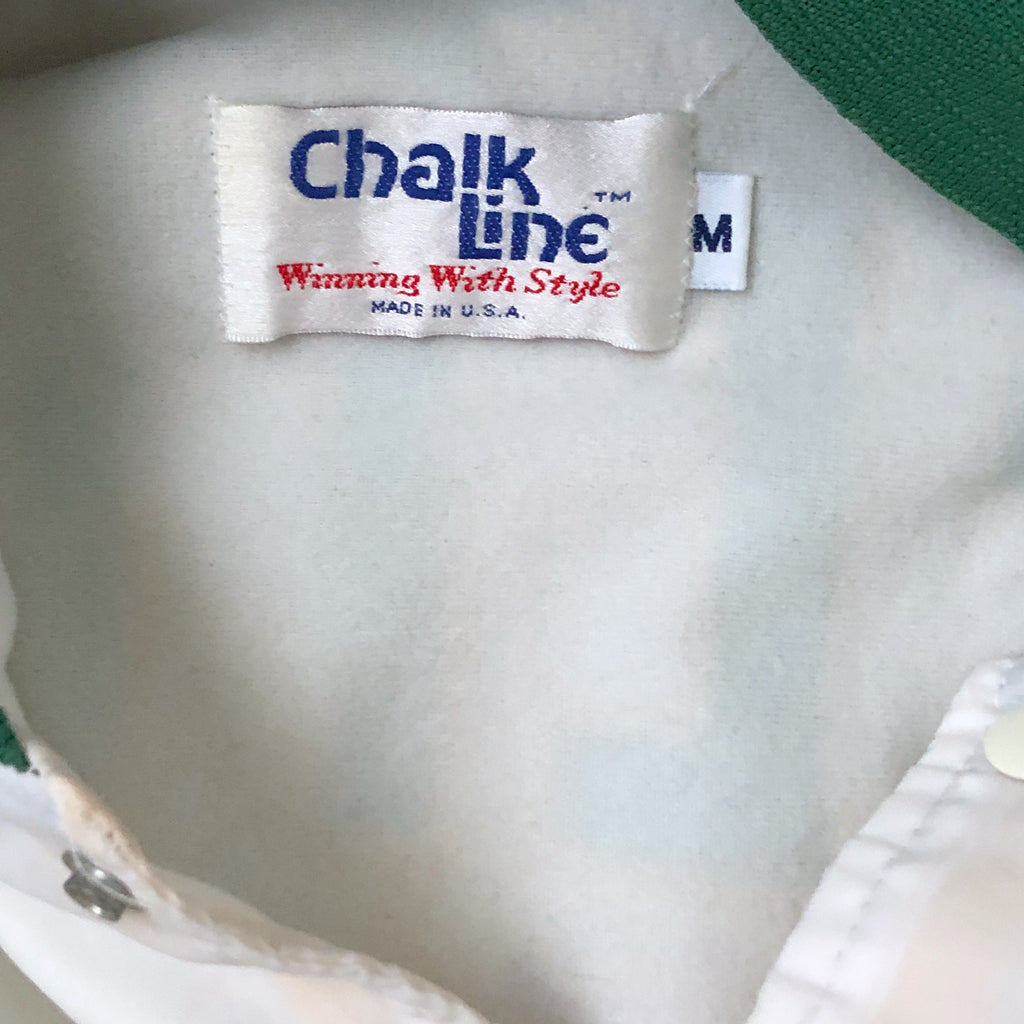 Chalk
Line™
M
Winning With Style
MADE IN U.S.A.